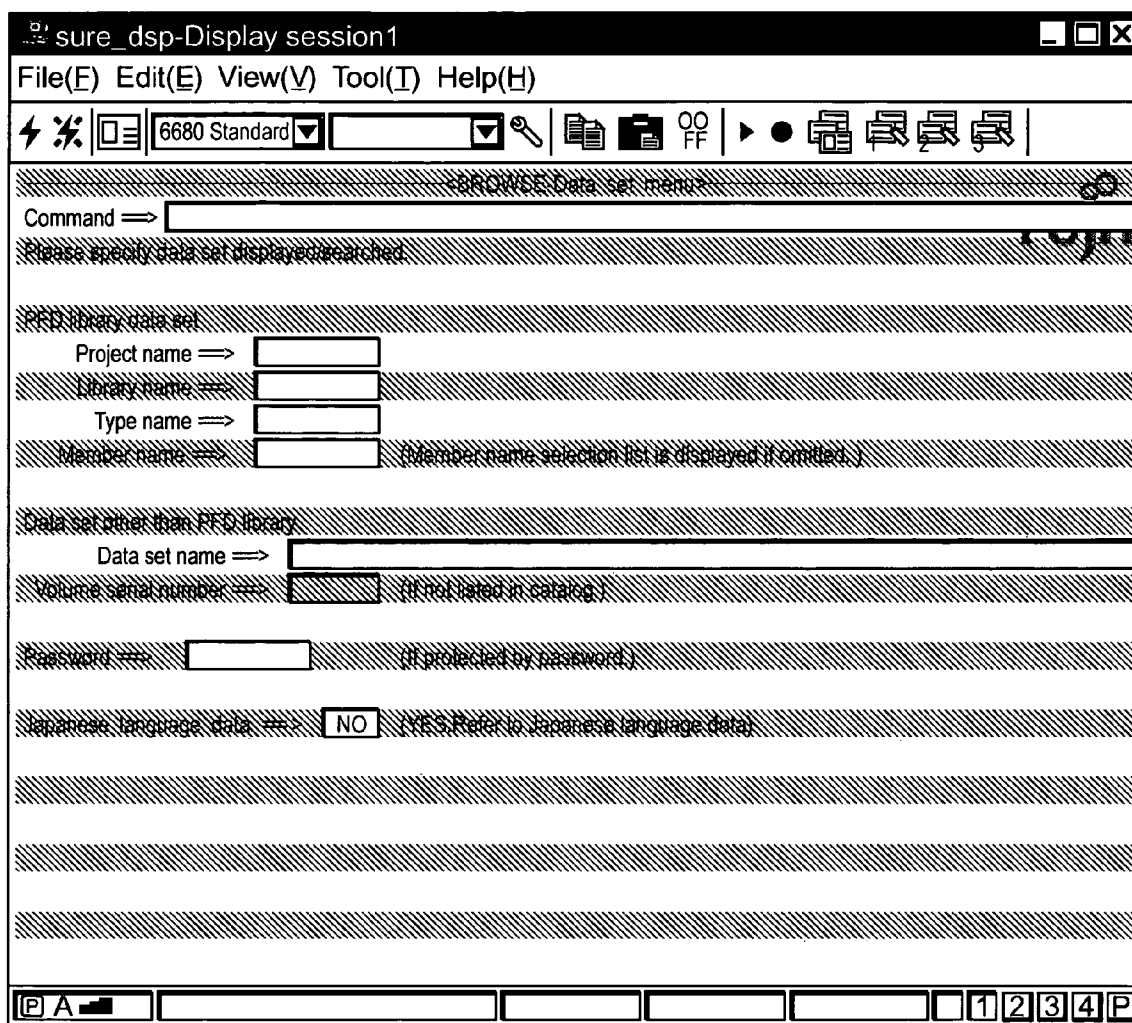 sure_dsp-Display session1
File(F) Edit(E) View(V) Tool(T) Help(H)
6680 Standard OO FF 1 2 3
<BROWSE-Data set menu>
Command ==>
Please specify data set displayed/searched.
PFD library data set
Project name ==>
Library name ==>
Type name ==>
Member name ==> (Member name selection list is displayed if omitted.)
Data set other than PFD library
Data set name ==>
Volume serial number ==> (If not listed in catalog.)
Password ==> (If protected by password.)
Japanese language data ==> NO (YES:Refer to Japanese language data)
P A 1 2 3 4 P